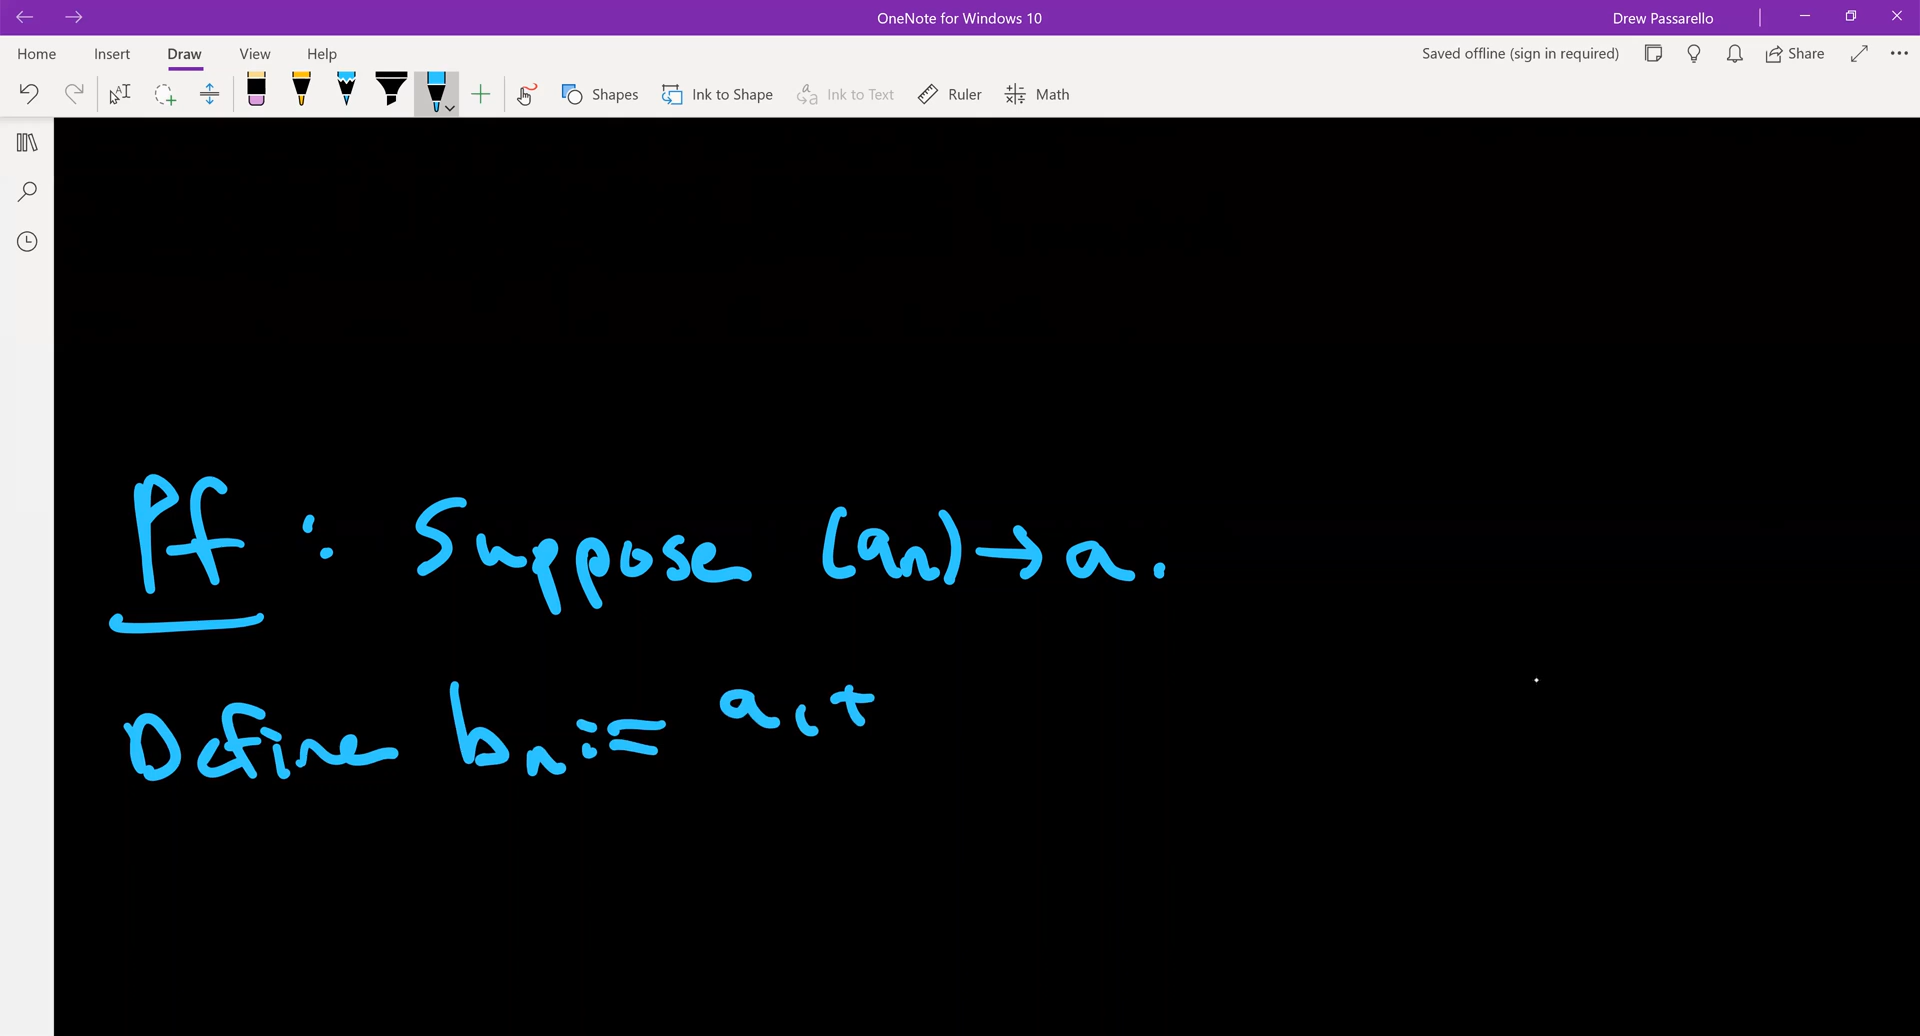 OneNote for Windows 10
Drew Passarello
Home Insert Draw View Help
Saved offline (sign in required) Share
Shapes Ink to Shape Ink to Text Ruler Math
Pf : Suppose (aₙ) → a.
Define bₙ := a₁ +